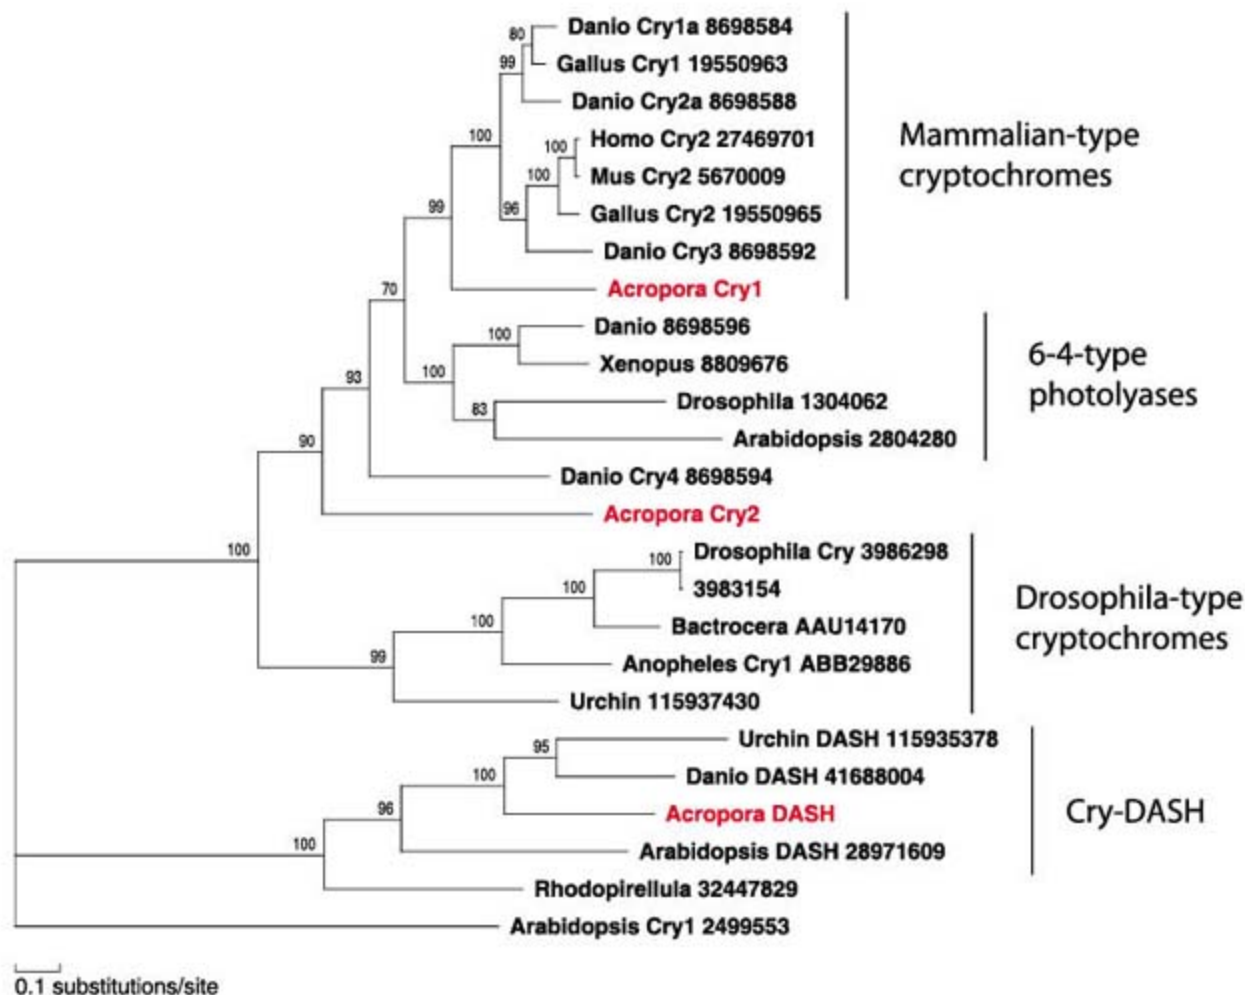 Danio Cry1a 8698584
80
Gallus Cry1 19550963
99
Danio Cry2a 8698588
Mammalian-type
cryptochromes
100
Homo Cry2 27469701
100
Mus Cry2 5670009
100
Gallus Cry2 19550965
99
96
Danio Cry3 8698592
Acropora Cry1
70
Danio 8698596
100
Xenopus 8809676
6-4-type
photolyases
100
93
Drosophila 1304062
83
Arabidopsis 2804280
90
Danio Cry4 8698594
Acropora Cry2
100
Drosophila Cry 3986298
100
3983154
100
Bactrocera AAU14170
Drosophila-type
cryptochromes
100
Anopheles Cry1 ABB29886
99
Urchin 115937430
Urchin DASH 115935378
95
Danio DASH 41688004
100
Acropora DASH
Cry-DASH
96
Arabidopsis DASH 28971609
100
Rhodopirellula 32447829
Arabidopsis Cry1 2499553
0.1 substitutions/site